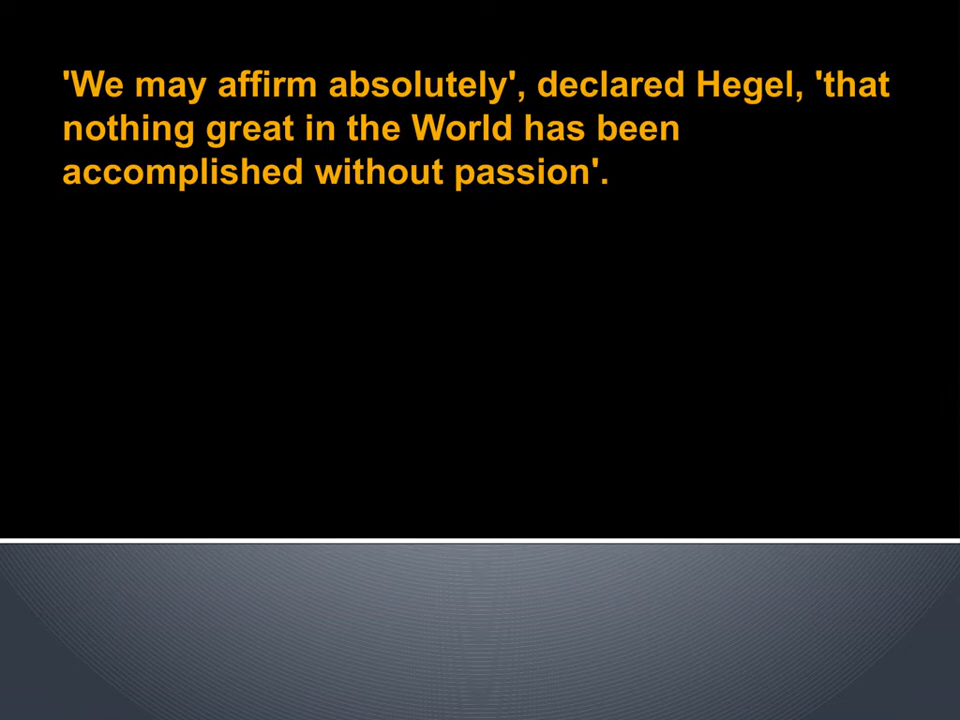 'We may affirm absolutely', declared Hegel, 'that
nothing great in the World has been
accomplished without passion'.